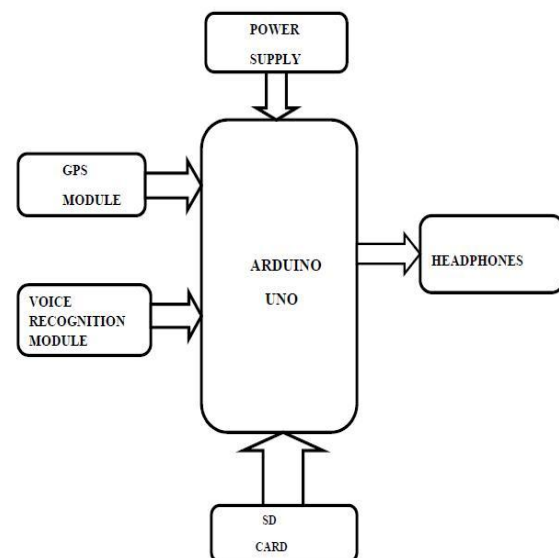 POWER
SUPPLY
GPS
MODULE
ARDUINO
UNO
HEADPHONES
VOICE
RECOGNITION
MODULE
SD
CARD